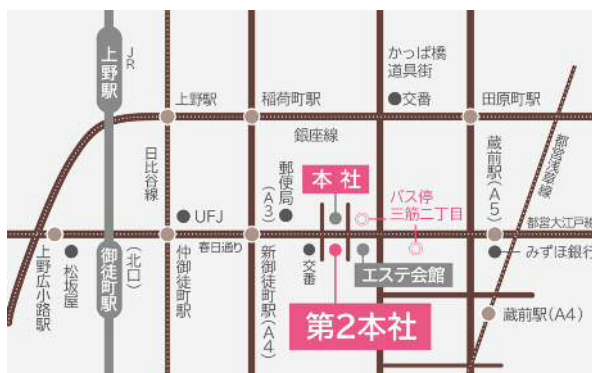 上野駅
JR
上野駅
稲荷町駅
かっぱ橋
道具街
交番
田原町駅
銀座線
日比谷線
郵便局
(A3)
本社
バス停
三筋二丁目
蔵前駅(A5)
都営浅草線
UFJ
春日通り
都営大江戸線
上野広小路駅
松坂屋
御徒町駅
(北口)
仲御徒町駅
新御徒町駅(A4)
交番
エステ会館
みずほ銀行
第2本社
蔵前駅(A4)